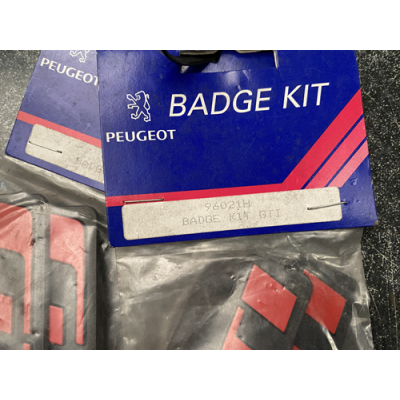 PEUGEOT
BADGE KIT
PEUGEOT
96021H
BADGE KIT GTI